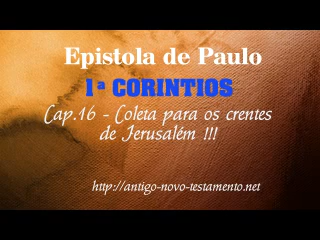 Epistola de Paulo
1ª CORINTIOS
Cap.16 - Coleta para os crentes
de Jerusalém !!!
http://antigo-novo-testamento.net